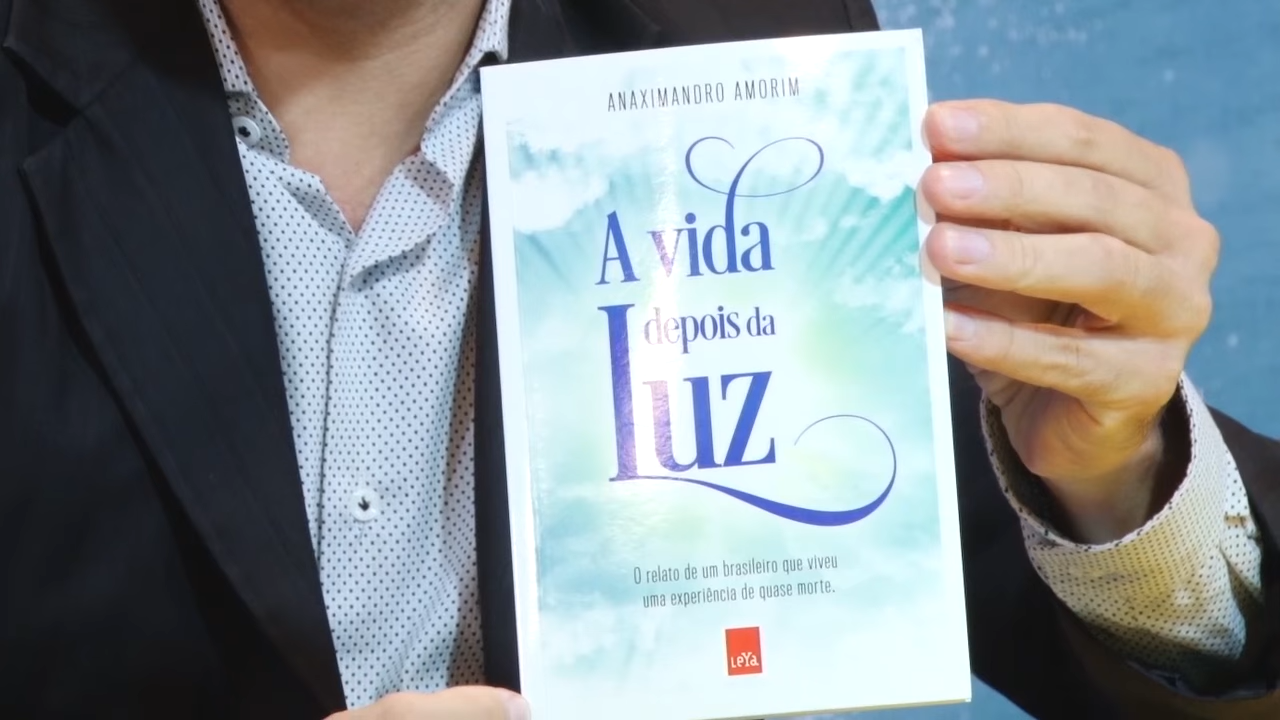 ANAXIMANDRO AMORIM
A vida
depois da
Luz
O relato de um brasileiro que viveu
uma experiência de quase morte.
LeYa